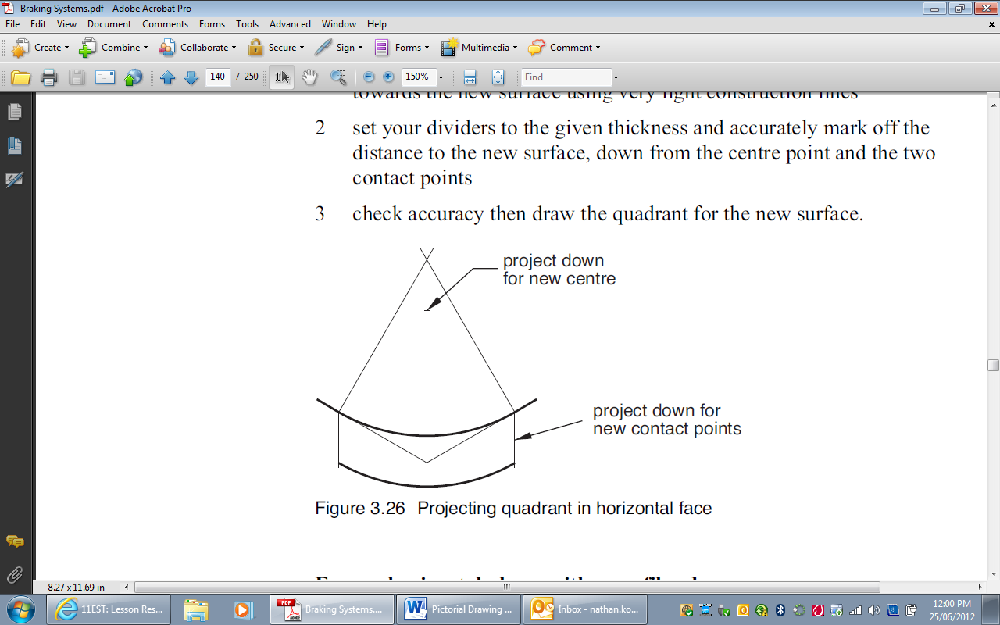 Braking Systems.pdf - Adobe Acrobat Pro
File Edit View Document Comments Forms Tools Advanced Window Help
Create Combine Collaborate Secure Sign Forms Multimedia Comment
140 / 250 150% Find
towards the new surface using very light construction lines
2 set your dividers to the given thickness and accurately mark off the
distance to the new surface, down from the centre point and the two
contact points
3 check accuracy then draw the quadrant for the new surface.
project down
for new centre
project down for
new contact points
Figure 3.26 Projecting quadrant in horizontal face
8.27 x 11.69 in
11EST: Lesson Res... Braking Systems.... Pictorial Drawing ... Inbox - nathan.ko...
12:00 PM
25/06/2012